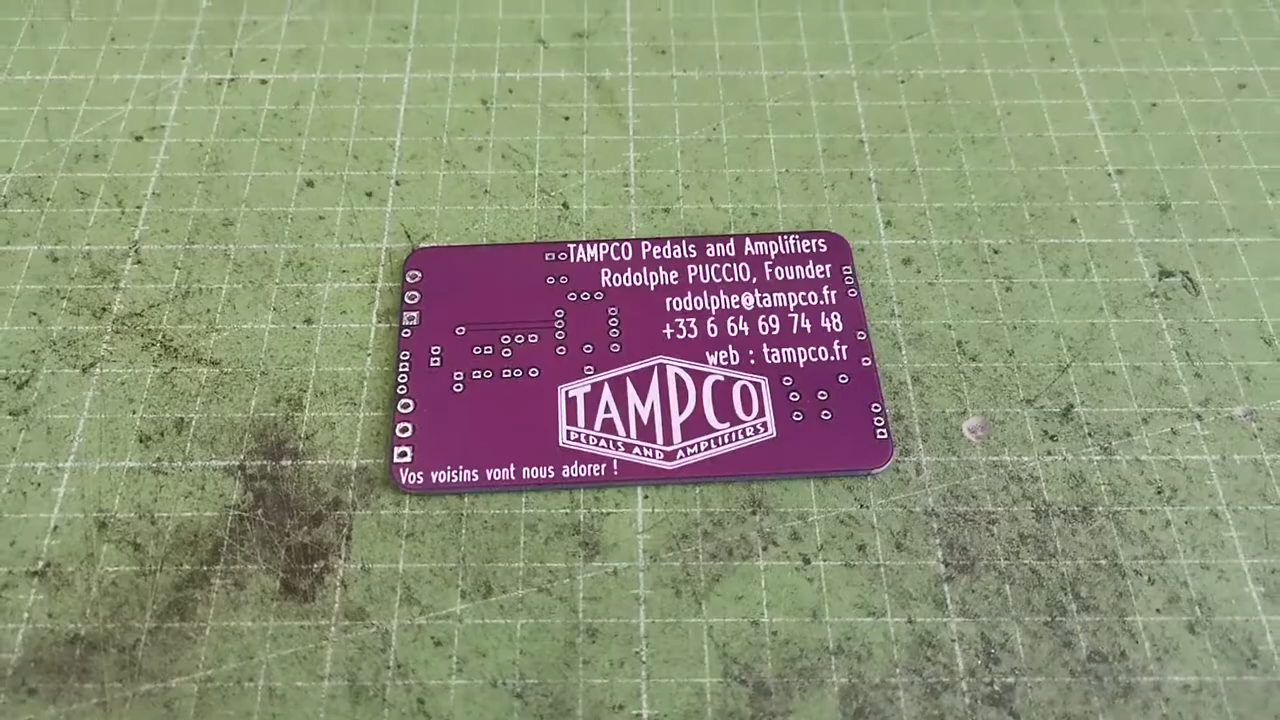 TAMPCO Pedals and Amplifiers
Rodolphe PUCCIO, Founder
rodolphe@tampco.fr
+33 6 64 69 74 48
web : tampco.fr
TAMPCO
PEDALS AND AMPLIFIERS
Vos voisins vont nous adorer !